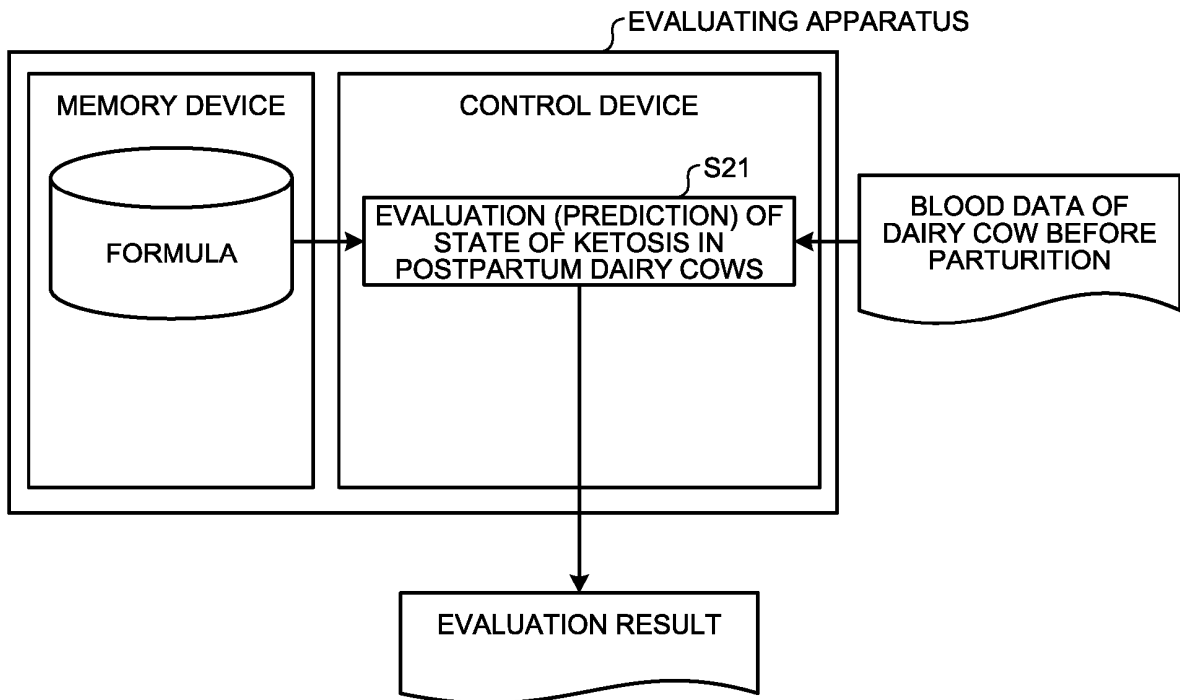 EVALUATING APPARATUS
MEMORY DEVICE
CONTROL DEVICE
S21
FORMULA
EVALUATION (PREDICTION) OF
STATE OF KETOSIS IN
POSTPARTUM DAIRY COWS
BLOOD DATA OF
DAIRY COW BEFORE
PARTURITION
EVALUATION RESULT